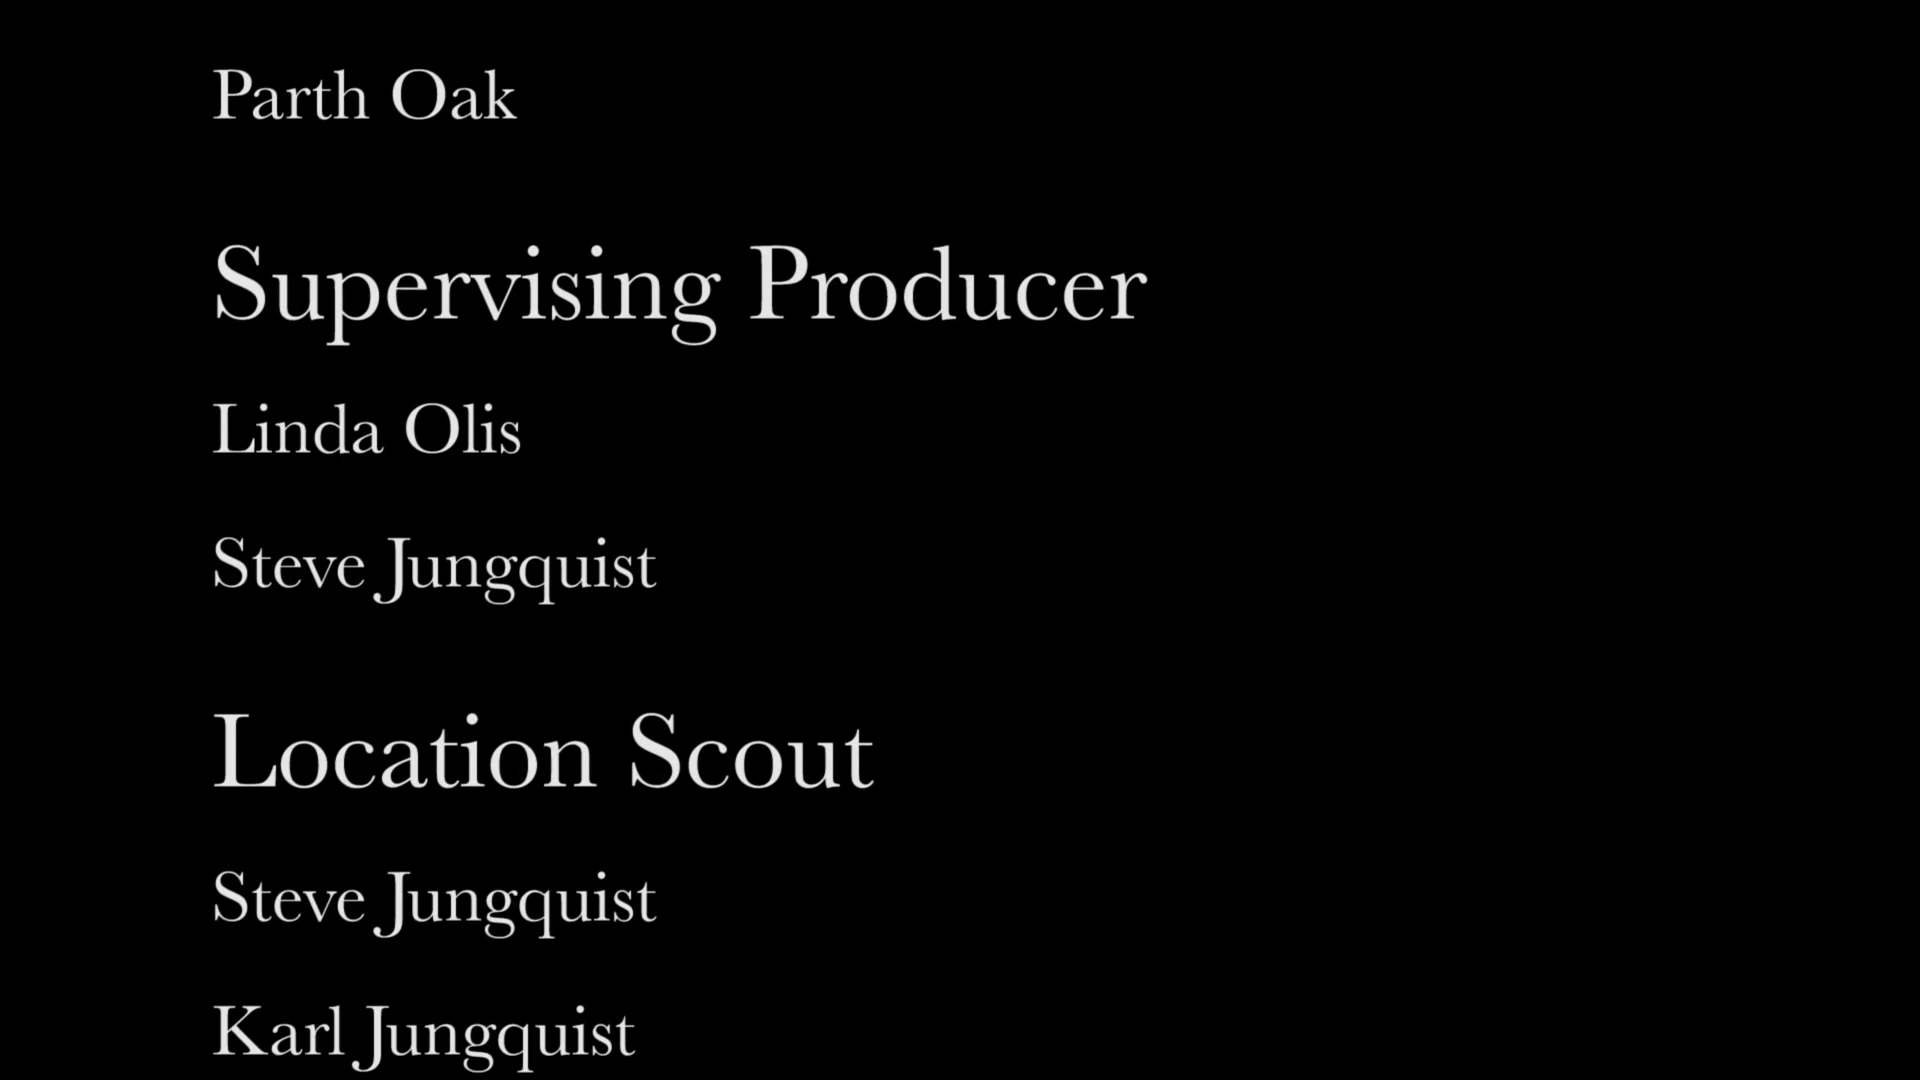 Parth Oak
Supervising Producer
Linda Olis
Steve Jungquist
Location Scout
Steve Jungquist
Karl Jungquist